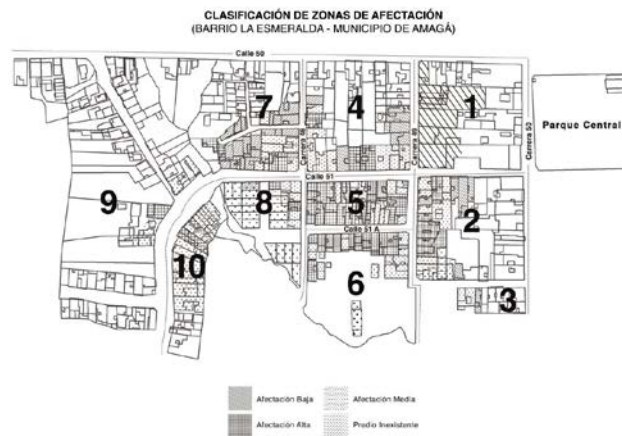 CLASIFICACIÓN DE ZONAS DE AFECTACIÓN
(BARRIO LA ESMERALDA - MUNICIPIO DE AMAGÁ)
Calle 50
7
4
1
Parque Central
Carrera 50
Calle 51
9
8
5
2
Calle 51 A
10
6
3
Afectación Baja
Afectación Media
Afectación Alta
Predio Inexistente